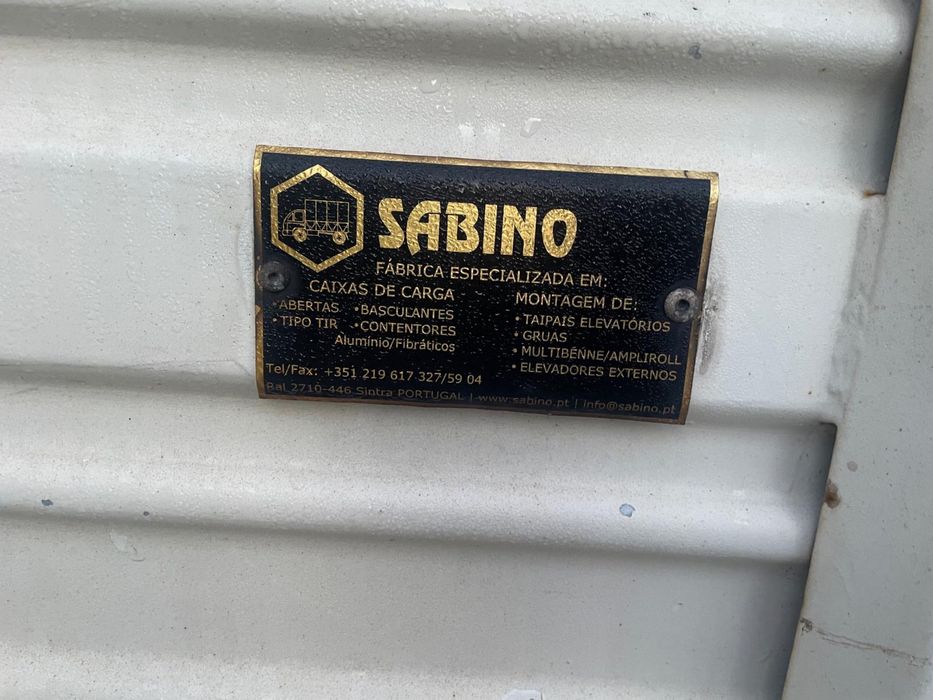 SABINO
FÁBRICA ESPECIALIZADA EM:
CAIXAS DE CARGA
• ABERTAS • BASCULANTES
• TIPO TIR • CONTENTORES
Alumínio/Fibráticos
MONTAGEM DE:
• TAIPAIS ELEVATÓRIOS
• GRUAS
• MULTIBENNE/AMPLIROLL
• ELEVADORES EXTERNOS
Tel/Fax: +351 219 617 327/59 04
Ral 2710-446 Sintra PORTUGAL | www.sabino.pt | info@sabino.pt